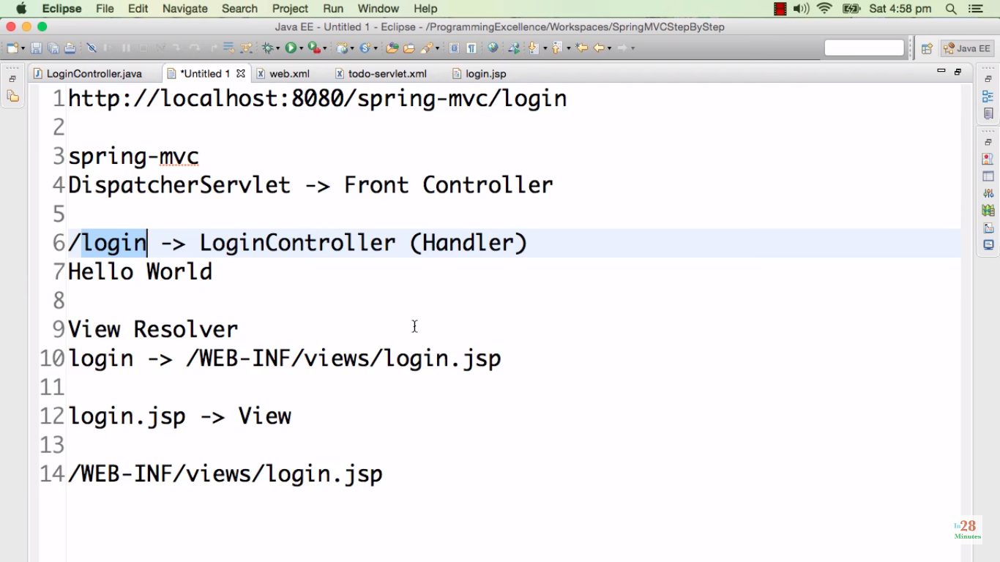 Eclipse File Edit Navigate Search Project Run Window Help Sat 4:58 pm
Java EE - Untitled 1 - Eclipse - /ProgrammingExcellence/Workspaces/SpringMVCStepByStep
Java EE
LoginController.java *Untitled 1 web.xml todo-servlet.xml login.jsp
1 http://localhost:8080/spring-mvc/login
2
3 spring-mvc
4 DispatcherServlet -> Front Controller
5
6 /login -> LoginController (Handler)
7 Hello World
8
9 View Resolver
10 login -> /WEB-INF/views/login.jsp
11
12 login.jsp -> View
13
14 /WEB-INF/views/login.jsp
In28
Minutes